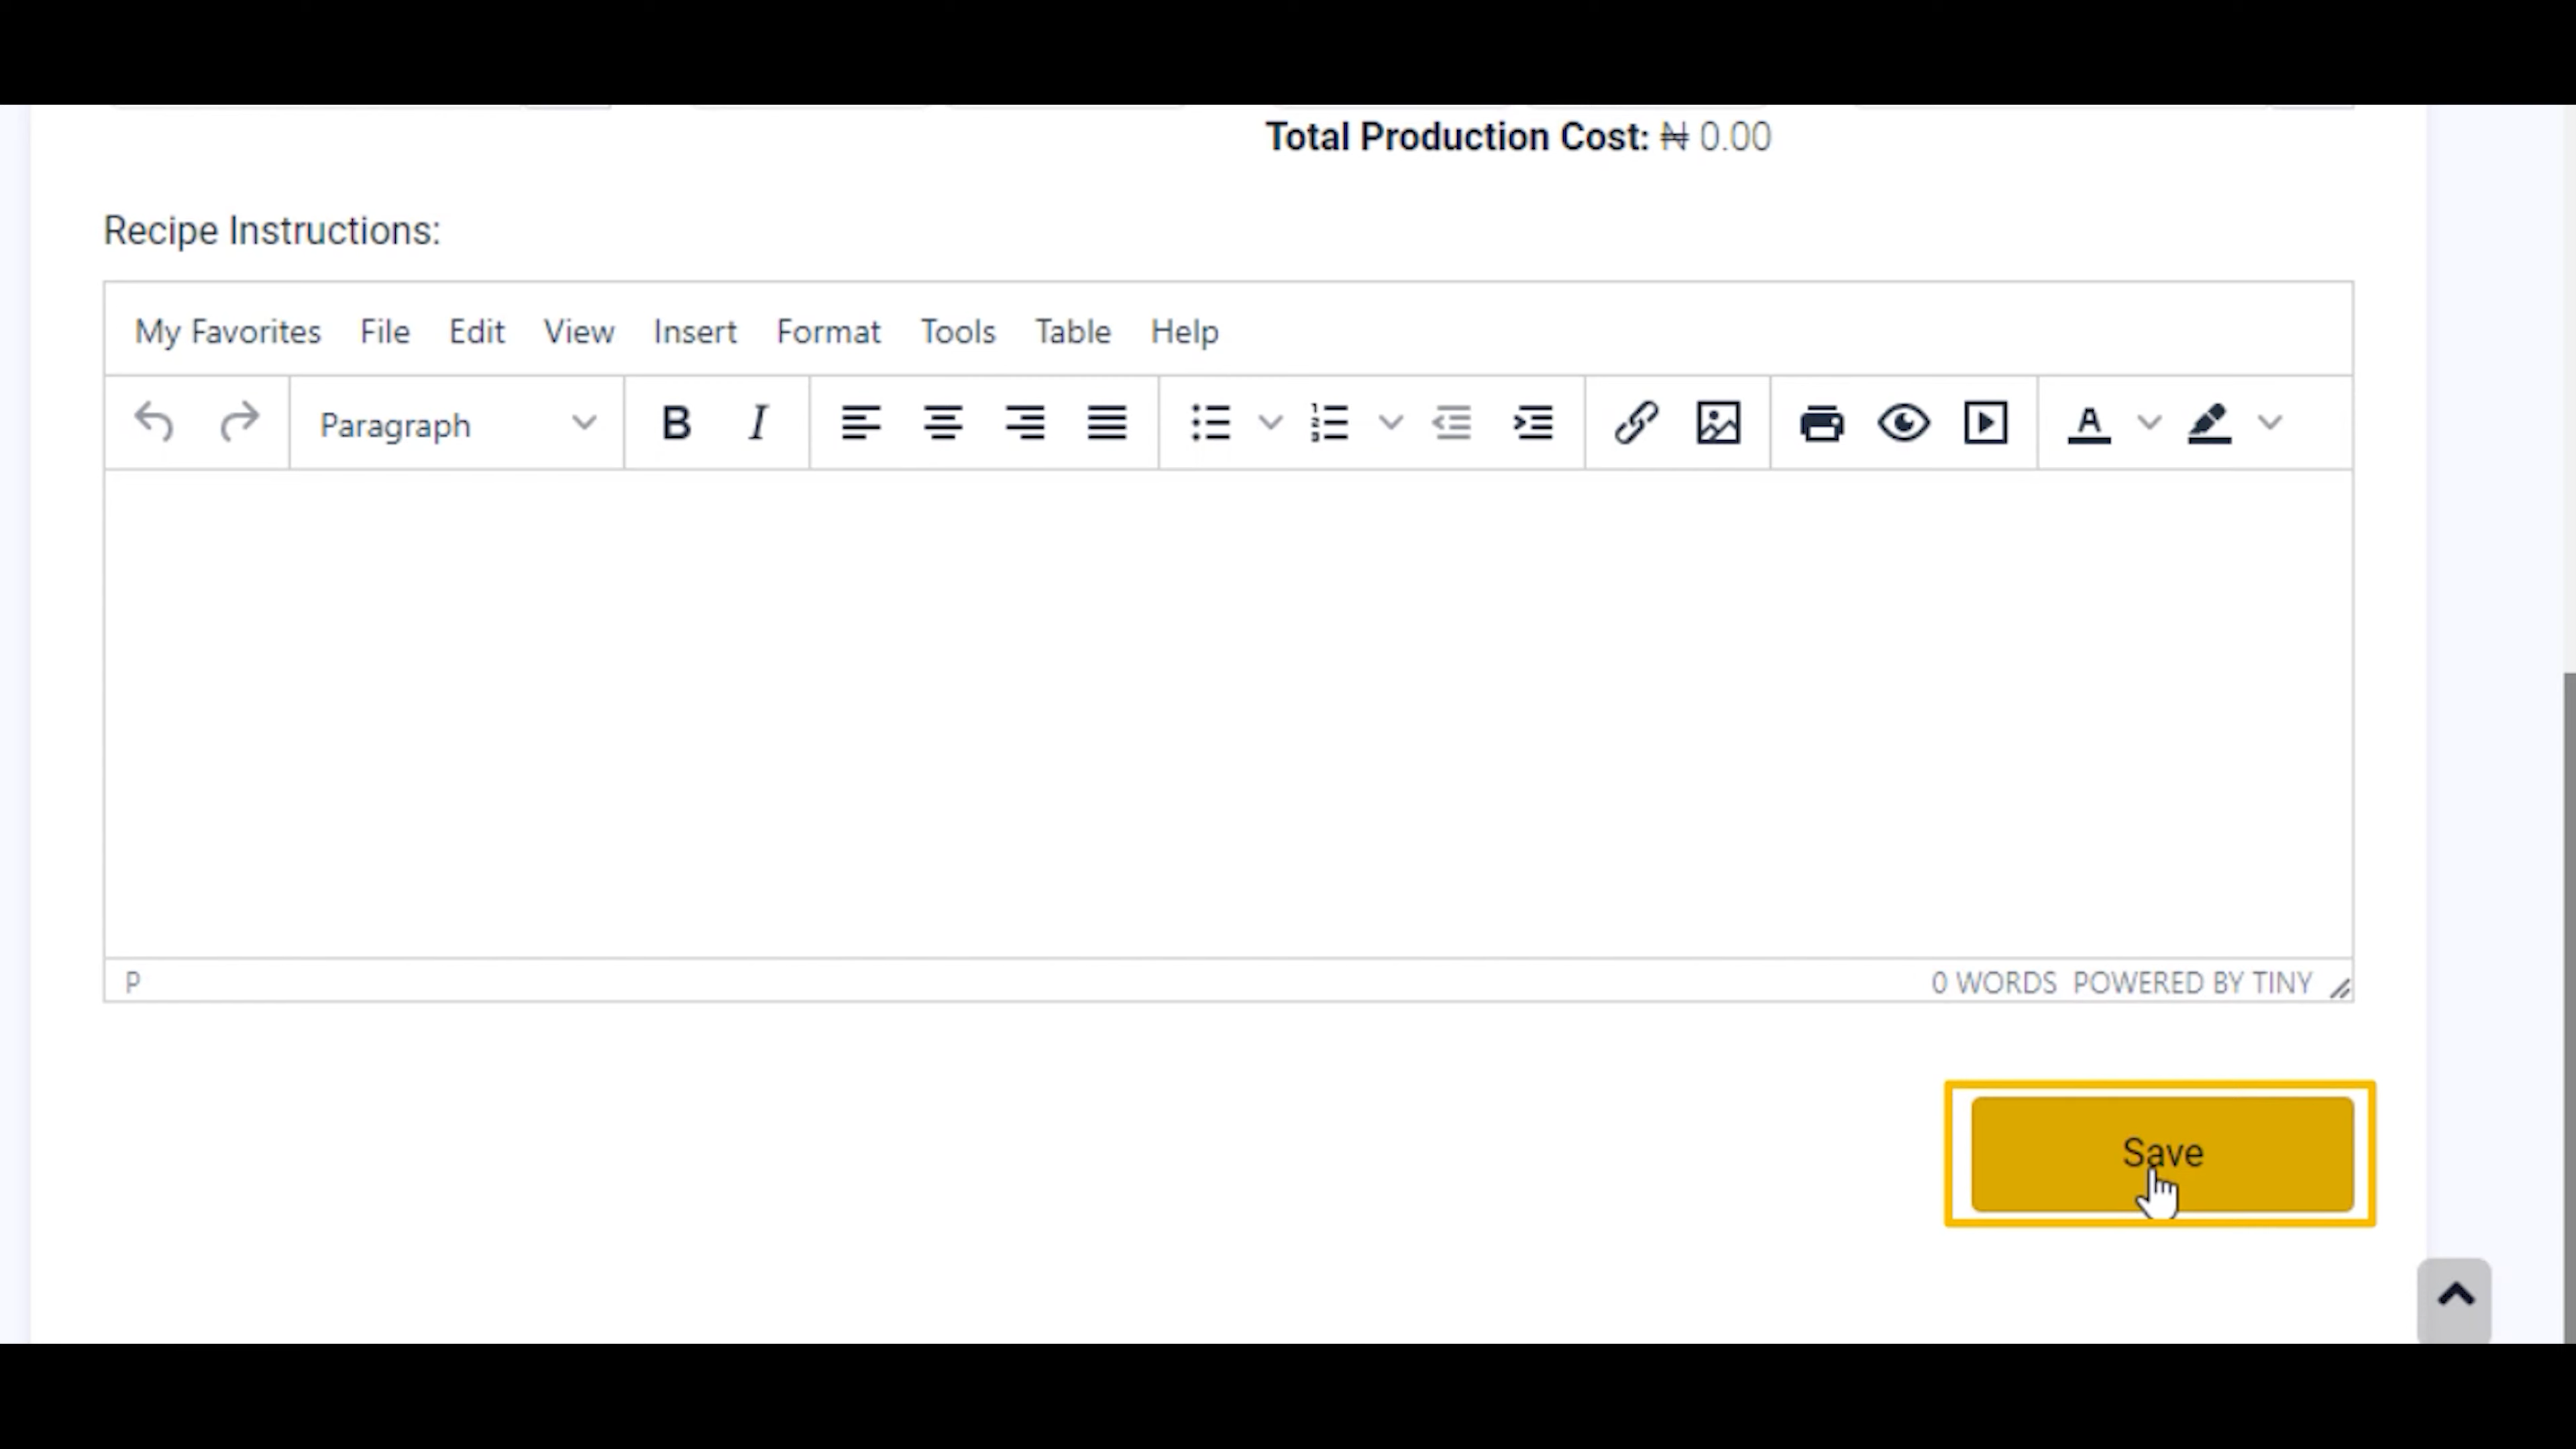 Total Production Cost: ₦ 0.00
Recipe Instructions:
My Favorites File Edit View Insert Format Tools Table Help
Paragraph B I A
P 0 WORDS POWERED BY TINY
Save